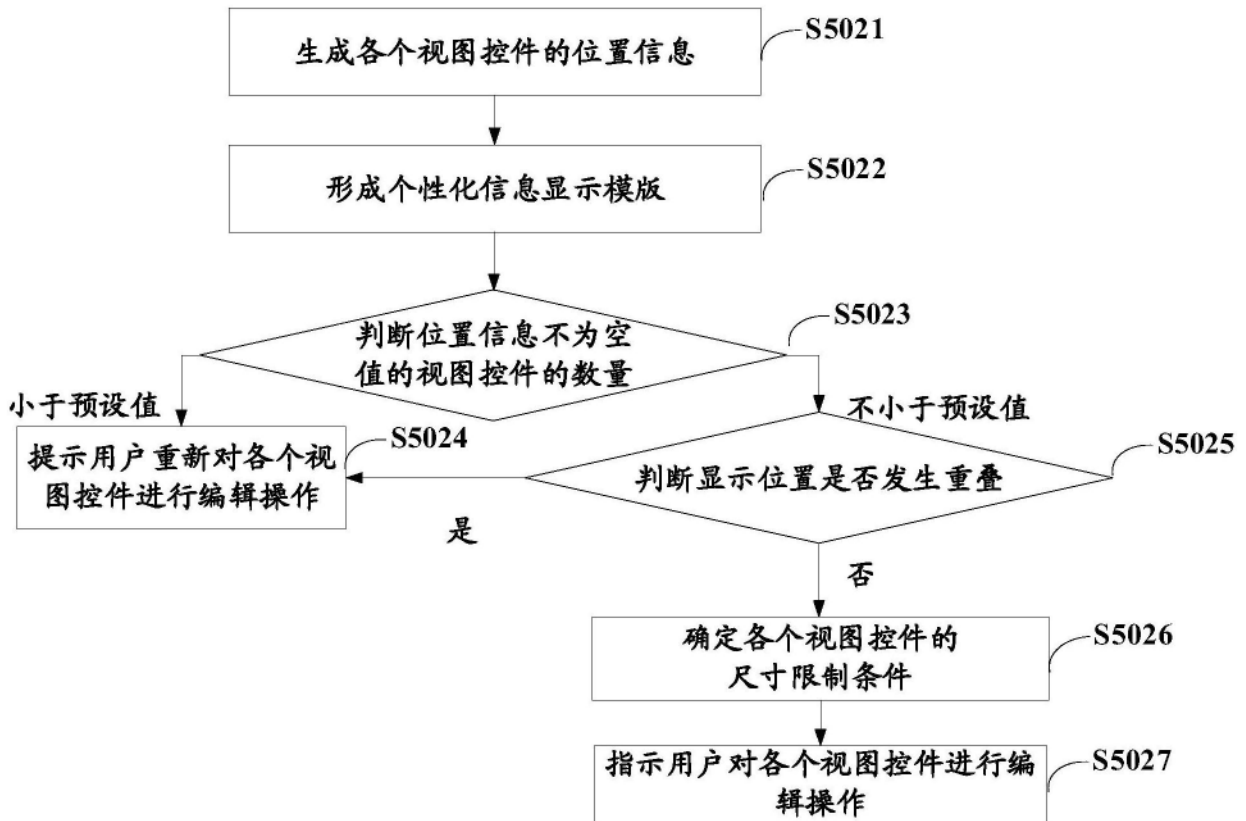 生成各个视图控件的位置信息
S5021
形成个性化信息显示模版
S5022
判断位置信息不为空
值的视图控件的数量
S5023
小于预设值
不小于预设值
提示用户重新对各个视
图控件进行编辑操作
S5024
判断显示位置是否发生重叠
S5025
是
否
确定各个视图控件的
尺寸限制条件
S5026
指示用户对各个视图控件进行编
辑操作
S5027